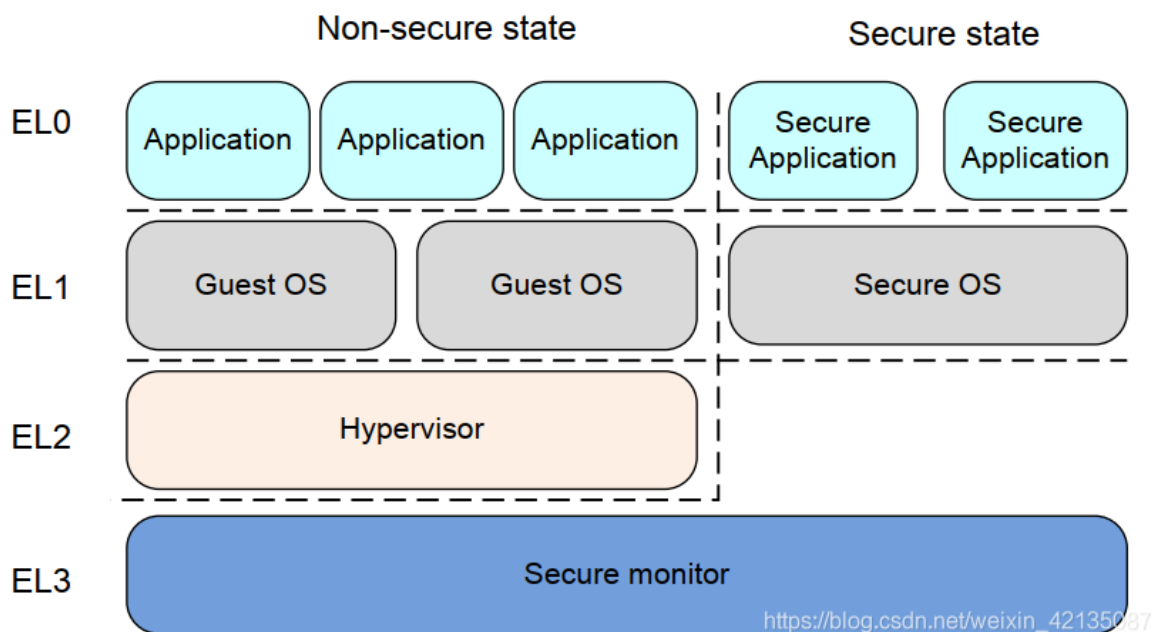 Non-secure state
Secure state
EL0
Application
Application
Application
Secure
Application
Secure
Application
EL1
Guest OS
Guest OS
Secure OS
EL2
Hypervisor
EL3
Secure monitor
https://blog.csdn.net/weixin_42135087